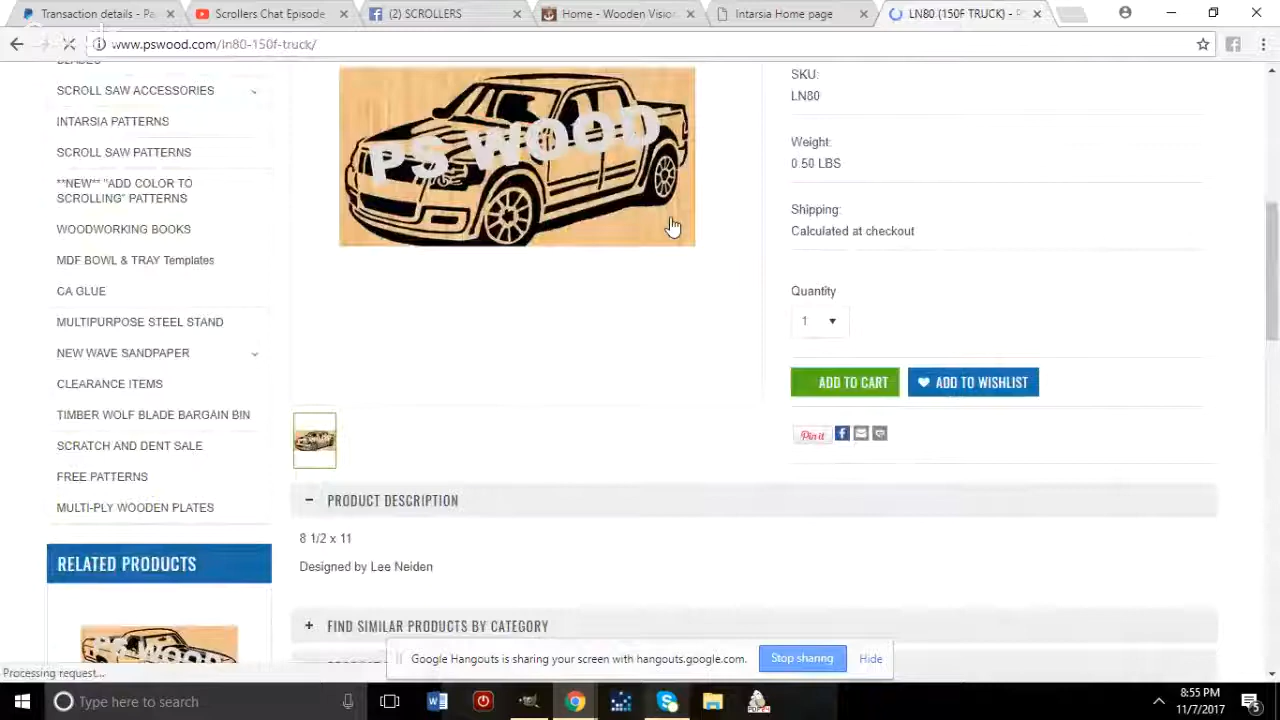 Transaction details - Pa
Scrollers Chat Episode
(2) SCROLLERS
Home - Wooden Vision
Intarsia Home page
LN80 (150F TRUCK) - P
www.pswood.com/ln80-150f-truck/
BLADES
SCROLL SAW ACCESSORIES
INTARSIA PATTERNS
SCROLL SAW PATTERNS
**NEW** "ADD COLOR TO
SCROLLING" PATTERNS
WOODWORKING BOOKS
MDF BOWL & TRAY Templates
CA GLUE
MULTIPURPOSE STEEL STAND
NEW WAVE SANDPAPER
CLEARANCE ITEMS
TIMBER WOLF BLADE BARGAIN BIN
SCRATCH AND DENT SALE
FREE PATTERNS
MULTI-PLY WOODEN PLATES
RELATED PRODUCTS
PS WOOD
PS WOOD
SKU:
LN80
Weight:
0.50 LBS
Shipping:
Calculated at checkout
Quantity
1
ADD TO CART
ADD TO WISHLIST
Pin it
PRODUCT DESCRIPTION
8 1/2 x 11
Designed by Lee Neiden
FIND SIMILAR PRODUCTS BY CATEGORY
Google Hangouts is sharing your screen with hangouts.google.com.
Stop sharing
Hide
Processing request...
Type here to search
8:55 PM
11/7/2017
5